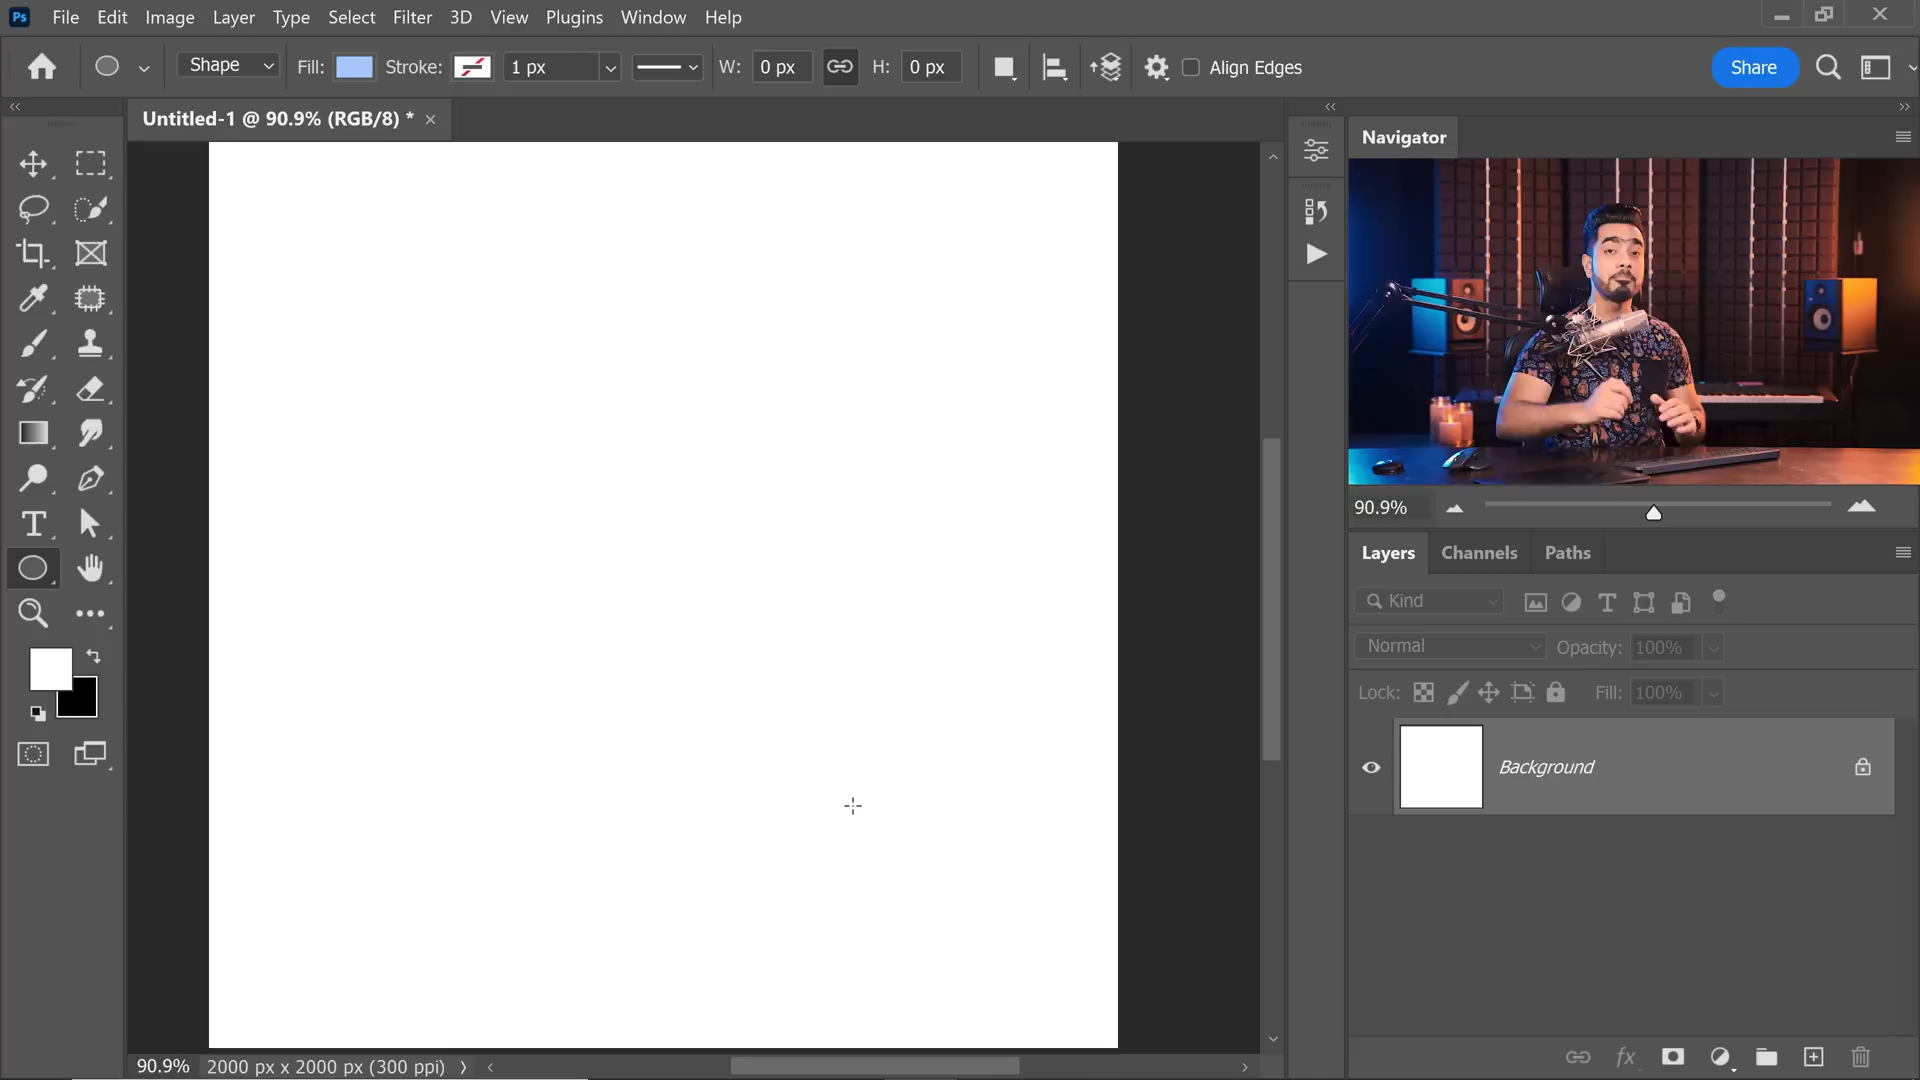 Ps File Edit Image Layer Type Select Filter 3D View Plugins Window Help
Shape Fill: Stroke: 1 px W: 0 px H: 0 px Align Edges Share
Untitled-1 @ 90.9% (RGB/8) *
Navigator
90.9%
Layers Channels Paths
Kind
Normal Opacity: 100%
Lock: Fill: 100%
Background
fx
90.9% 2000 px x 2000 px (300 ppi)